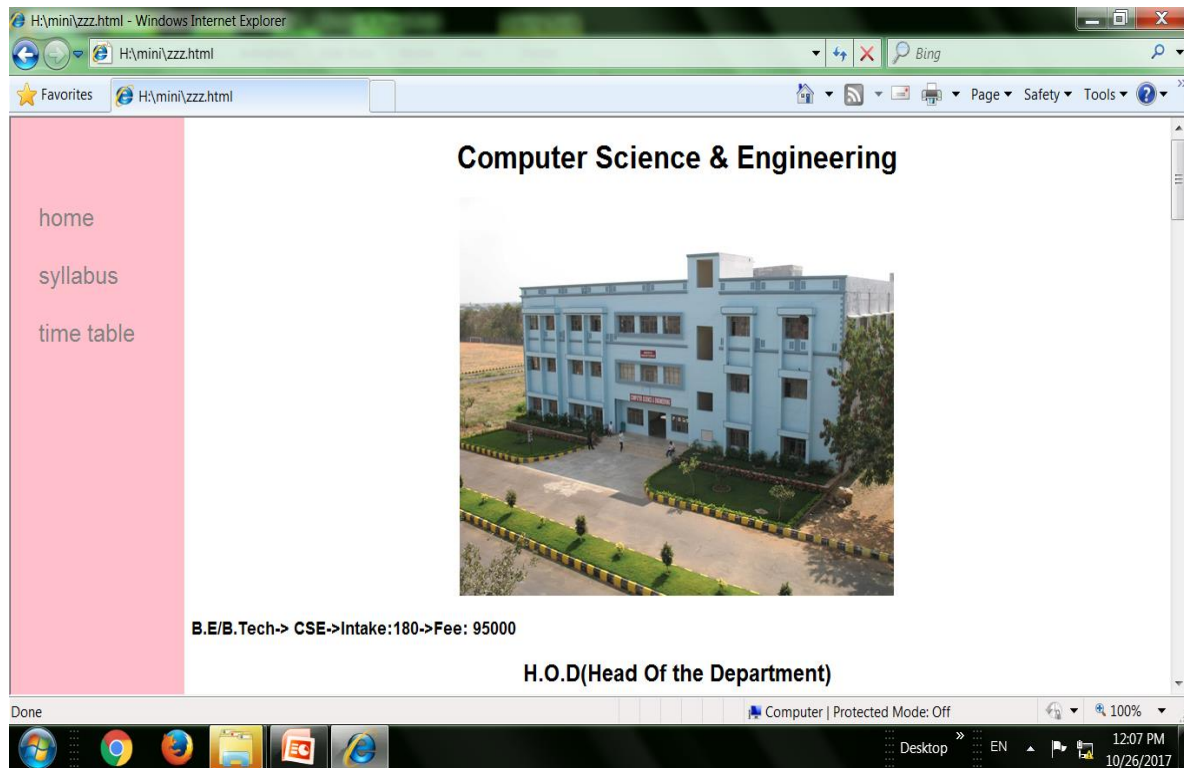 H:\mini\zzz.html - Windows Internet Explorer
H:\mini\zzz.html
Bing
Favorites
H:\mini\zzz.html
Page
Safety
Tools
Computer Science & Engineering
home
syllabus
time table
B.E/B.Tech-> CSE->Intake:180->Fee: 95000
H.O.D(Head Of the Department)
Done
Computer | Protected Mode: Off
100%
Desktop
EN
12:07 PM
10/26/2017